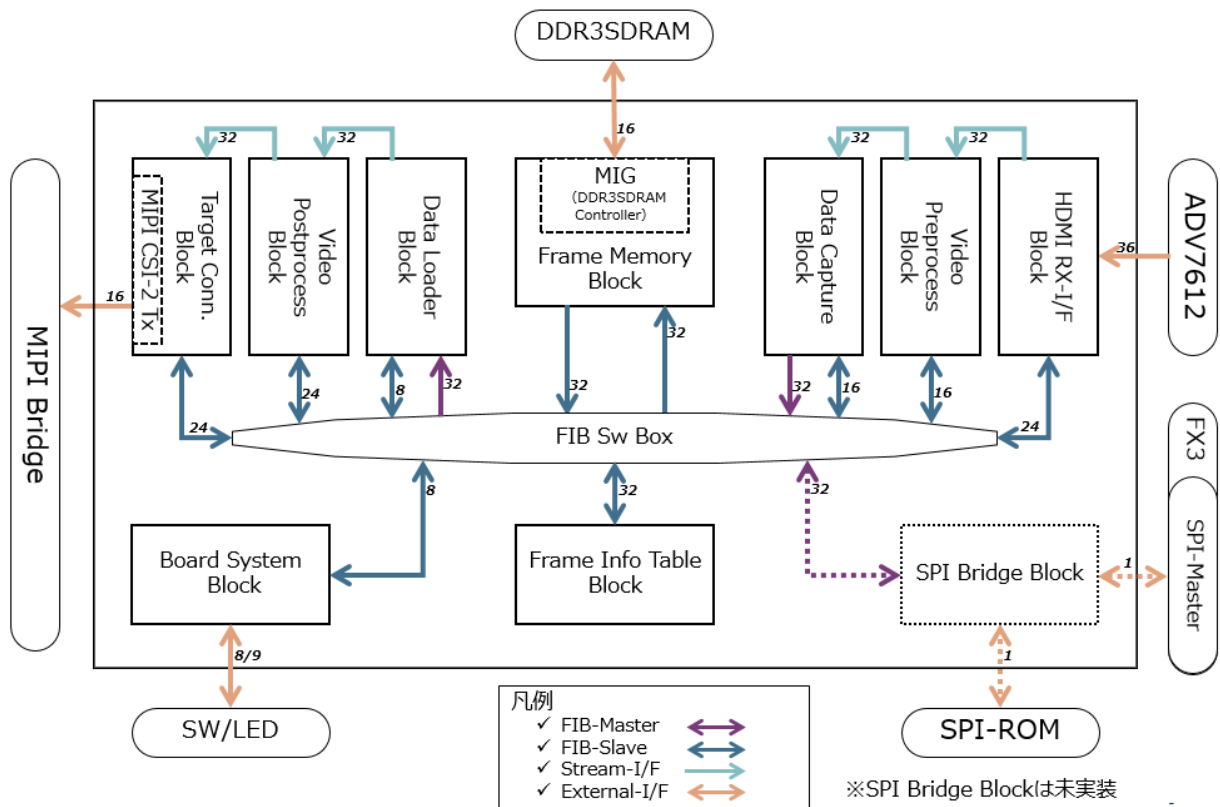 DDR3SDRAM
16
32
32
32
32
MIPI Bridge
16
MIPI CSI-2 Tx
Target Conn.
Block
Video
Postprocess
Block
Data Loader
Block
MIG
(DDR3SDRAM
Controller)
Frame Memory
Block
Data Capture
Block
Video
Preprocess
Block
HDMI RX-I/F
Block
36
ADV7612
24
24
8
32
32
32
32
16
16
24
FIB Sw Box
8
32
32
FX3
SPI-Master
Board System
Block
Frame Info Table
Block
SPI Bridge Block
1
8/9
1
SW/LED
SPI-ROM
凡例
✓ FIB-Master
✓ FIB-Slave
✓ Stream-I/F
✓ External-I/F
※SPI Bridge Blockは未実装